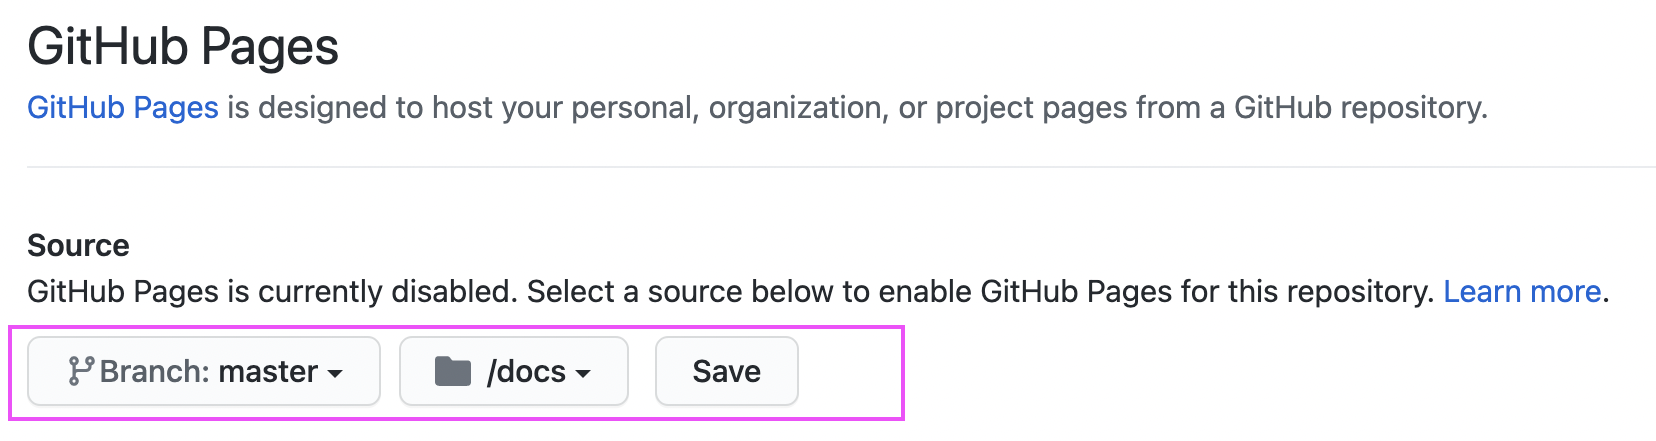 GitHub Pages
GitHub Pages is designed to host your personal, organization, or project pages from a GitHub repository.
Source
GitHub Pages is currently disabled. Select a source below to enable GitHub Pages for this repository. Learn more.
Branch: master /docs Save